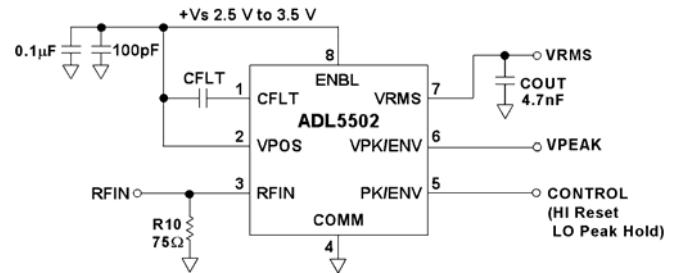 +Vs 2.5 V to 3.5 V
0.1µF
100pF
8
ENBL
CFLT
1
CFLT
VRMS
7
VRMS
COUT
4.7nF
ADL5502
2
VPOS
VPK/ENV
6
VPEAK
RFIN
3
RFIN
PK/ENV
5
CONTROL
(HI Reset
LO Peak Hold)
R10
75Ω
COMM
4